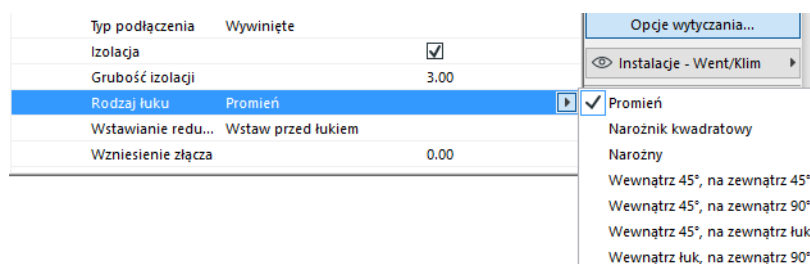 Typ podłączenia Wywinięte
Opcje wytyczania...
Izolacja
Instalacje - Went/Klim
Grubość izolacji 3.00
Rodzaj łuku Promień
Promień
Wstawianie redu... Wstaw przed łukiem
Narożnik kwadratowy
Wzniesienie złącza 0.00
Narożny
Wewnątrz 45°, na zewnątrz 45°
Wewnątrz 45°, na zewnątrz 90°
Wewnątrz 45°, na zewnątrz łuk
Wewnątrz łuk, na zewnątrz 90°